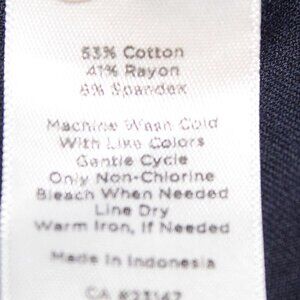 53% Cotton
41% Rayon
6% Spandex
Machine Wash Cold
With Like Colors
Gentle Cycle
Only Non-Chlorine
Bleach When Needed
Line Dry
Warm Iron, If Needed
Made in Indonesia
CA